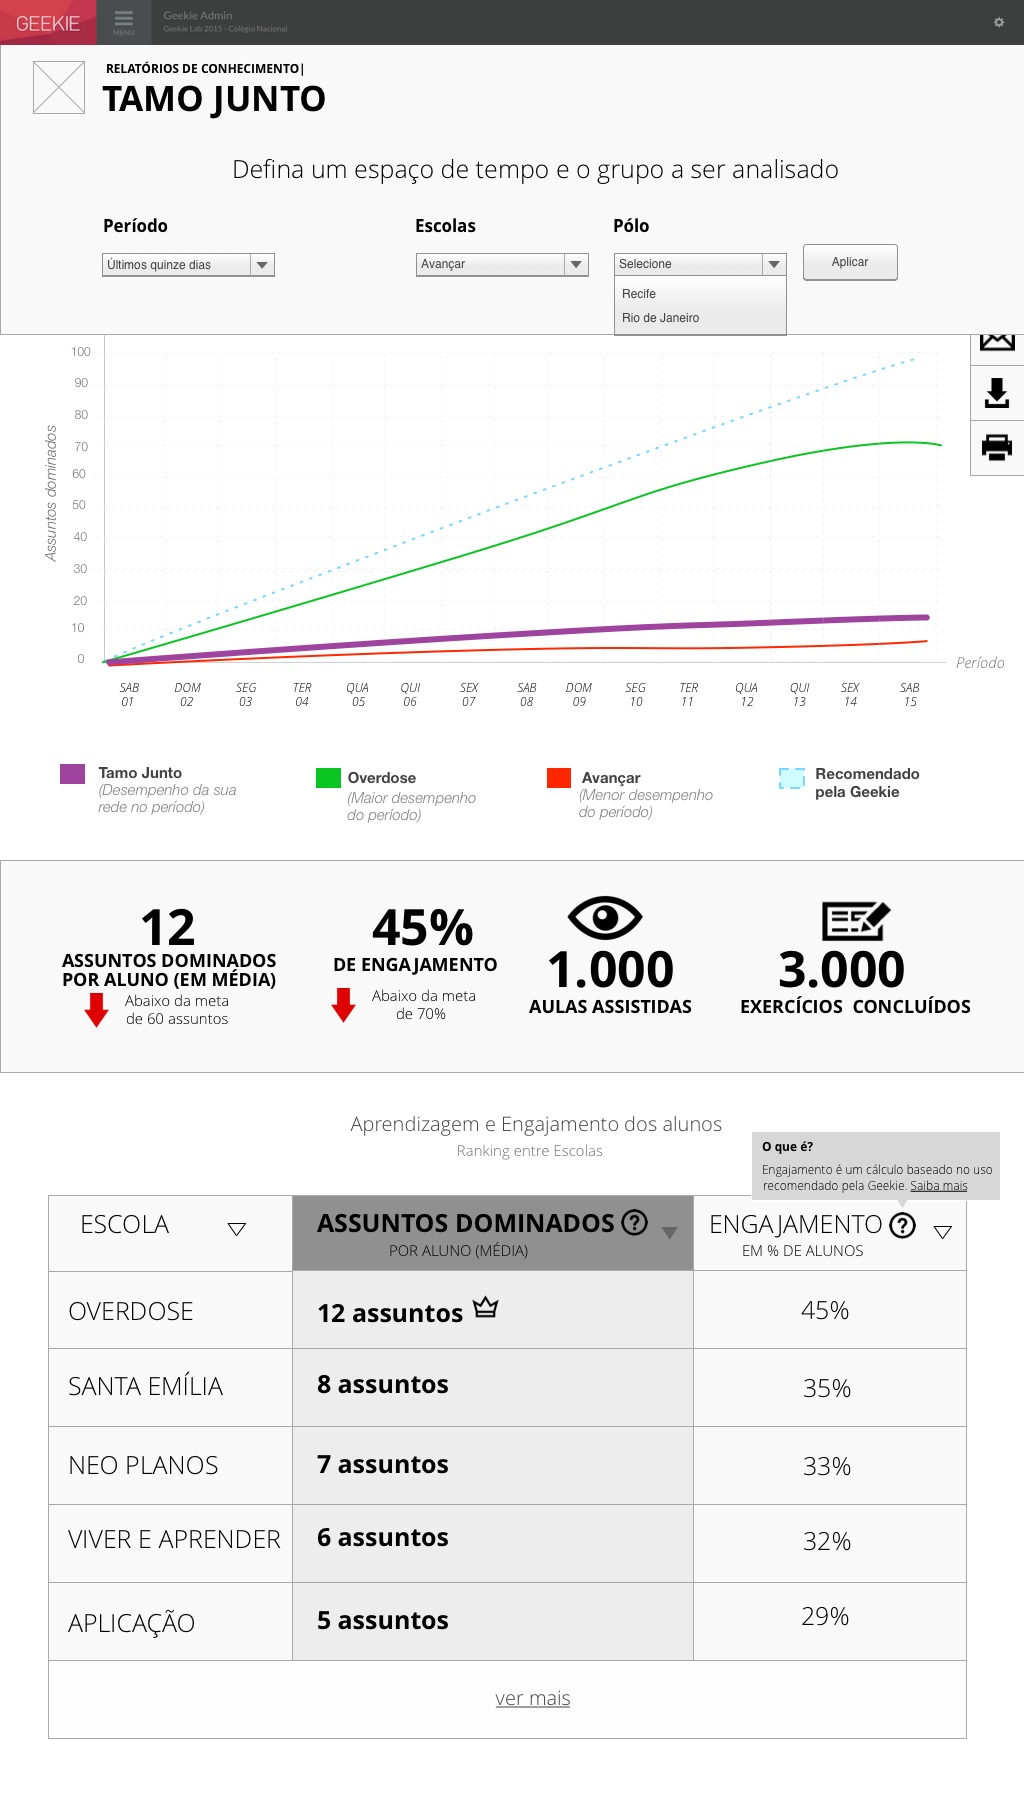 GEEKIE
MENU
Geekie Admin
Geekie Lab 2015 - Colégio Nacional
RELATÓRIOS DE CONHECIMENTO|
TAMO JUNTO
Defina um espaço de tempo e o grupo a ser analisado
Período
Escolas
Pólo
Últimos quinze dias
Avançar
Selecione
Aplicar
Recife
Rio de Janeiro
Assuntos dominados
100
90
80
70
60
50
40
30
20
10
0
Período
SAB 01
DOM 02
SEG 03
TER 04
QUA 05
QUI 06
SEX 07
SAB 08
DOM 09
SEG 10
TER 11
QUA 12
QUI 13
SEX 14
SAB 15
Tamo Junto
(Desempenho da sua
rede no período)
Overdose
(Maior desempenho
do período)
Avançar
(Menor desempenho
do período)
Recomendado
pela Geekie
12
ASSUNTOS DOMINADOS
POR ALUNO (EM MÉDIA)
Abaixo da meta
de 60 assuntos
45%
DE ENGAJAMENTO
Abaixo da meta
de 70%
1.000
AULAS ASSISTIDAS
3.000
EXERCÍCIOS CONCLUÍDOS
Aprendizagem e Engajamento dos alunos
Ranking entre Escolas
O que é?
Engajamento é um cálculo baseado no uso
recomendado pela Geekie. Saiba mais
ESCOLA
ASSUNTOS DOMINADOS ?
POR ALUNO (MÉDIA)
ENGAJAMENTO ?
EM % DE ALUNOS
OVERDOSE
12 assuntos
45%
SANTA EMÍLIA
8 assuntos
35%
NEO PLANOS
7 assuntos
33%
VIVER E APRENDER
6 assuntos
32%
APLICAÇÃO
5 assuntos
29%
ver mais